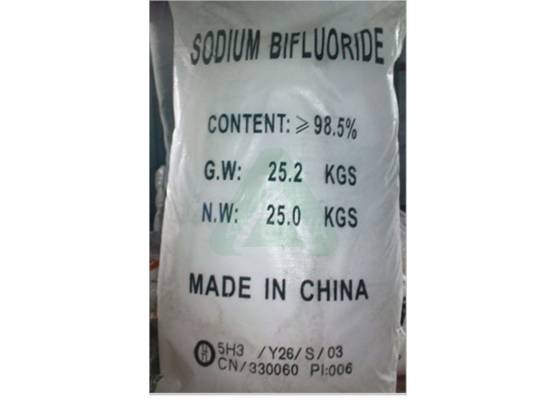 SODIUM BIFLUORIDE
CONTENT: ≥98.5%
G.W: 25.2 KGS
N.W: 25.0 KGS
MADE IN CHINA
5H3 /Y26/S/03
CN/330060 PI:006